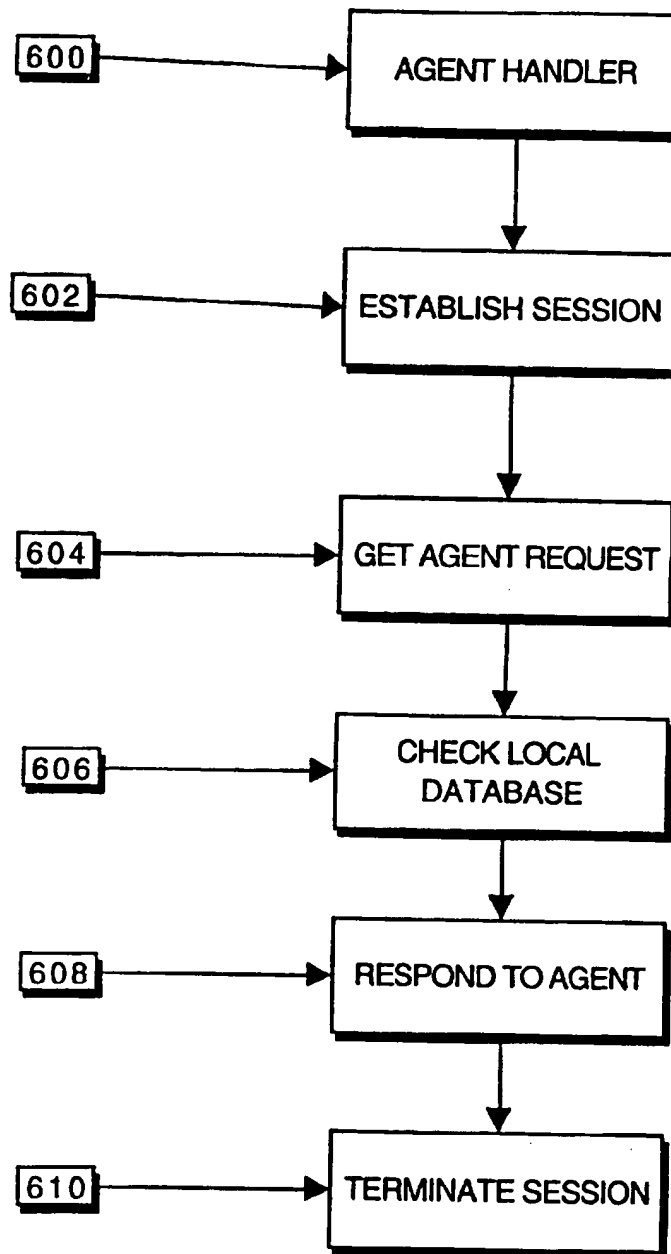 600
AGENT HANDLER
602
ESTABLISH SESSION
604
GET AGENT REQUEST
606
CHECK LOCAL
DATABASE
608
RESPOND TO AGENT
610
TERMINATE SESSION